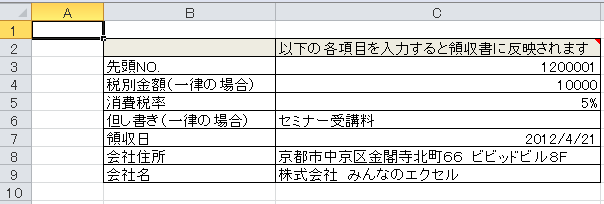 A B C
1
2 以下の各項目を入力すると領収書に反映されます
3 先頭NO. 1200001
4 税別金額(一律の場合) 10000
5 消費税率 5%
6 但し書き(一律の場合) セミナー受講料
7 領収日 2012/4/21
8 会社住所 京都市中京区金閣寺北町66 ビビッドビル8F
9 会社名 株式会社 みんなのエクセル
10